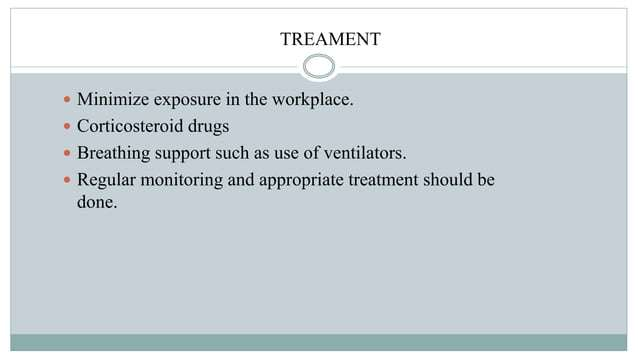 TREAMENT
Minimize exposure in the workplace.
Corticosteroid drugs
Breathing support such as use of ventilators.
Regular monitoring and appropriate treatment should be
done.